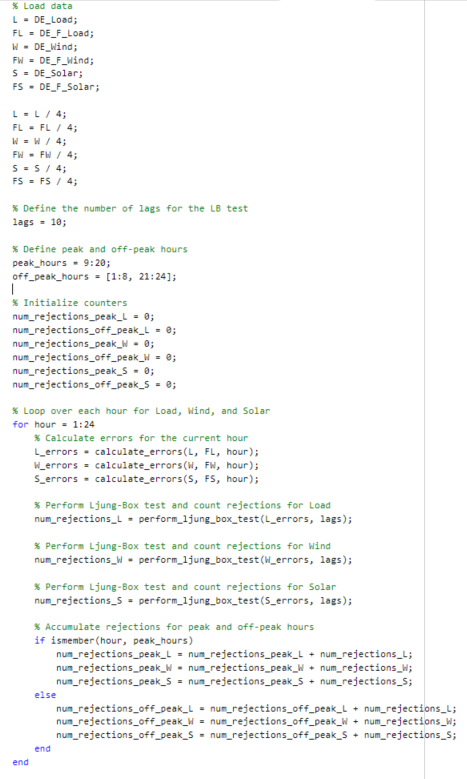 % Load data
L = DE_Load;
FL = DE_F_Load;
W = DE_Wind;
FW = DE_F_Wind;
S = DE_Solar;
FS = DE_F_Solar;

L = L / 4;
FL = FL / 4;
W = W / 4;
FW = FW / 4;
S = S / 4;
FS = FS / 4;

% Define the number of lags for the LB test
lags = 10;

% Define peak and off-peak hours
peak_hours = 9:20;
off_peak_hours = [1:8, 21:24];

% Initialize counters
num_rejections_peak_L = 0;
num_rejections_off_peak_L = 0;
num_rejections_peak_W = 0;
num_rejections_off_peak_W = 0;
num_rejections_peak_S = 0;
num_rejections_off_peak_S = 0;

% Loop over each hour for Load, Wind, and Solar
for hour = 1:24
    % Calculate errors for the current hour
    L_errors = calculate_errors(L, FL, hour);
    W_errors = calculate_errors(W, FW, hour);
    S_errors = calculate_errors(S, FS, hour);

    % Perform Ljung-Box test and count rejections for Load
    num_rejections_L = perform_ljung_box_test(L_errors, lags);

    % Perform Ljung-Box test and count rejections for Wind
    num_rejections_W = perform_ljung_box_test(W_errors, lags);

    % Perform Ljung-Box test and count rejections for Solar
    num_rejections_S = perform_ljung_box_test(S_errors, lags);

    % Accumulate rejections for peak and off-peak hours
    if ismember(hour, peak_hours)
        num_rejections_peak_L = num_rejections_peak_L + num_rejections_L;
        num_rejections_peak_W = num_rejections_peak_W + num_rejections_W;
        num_rejections_peak_S = num_rejections_peak_S + num_rejections_S;
    else
        num_rejections_off_peak_L = num_rejections_off_peak_L + num_rejections_L;
        num_rejections_off_peak_W = num_rejections_off_peak_W + num_rejections_W;
        num_rejections_off_peak_S = num_rejections_off_peak_S + num_rejections_S;
    end
end